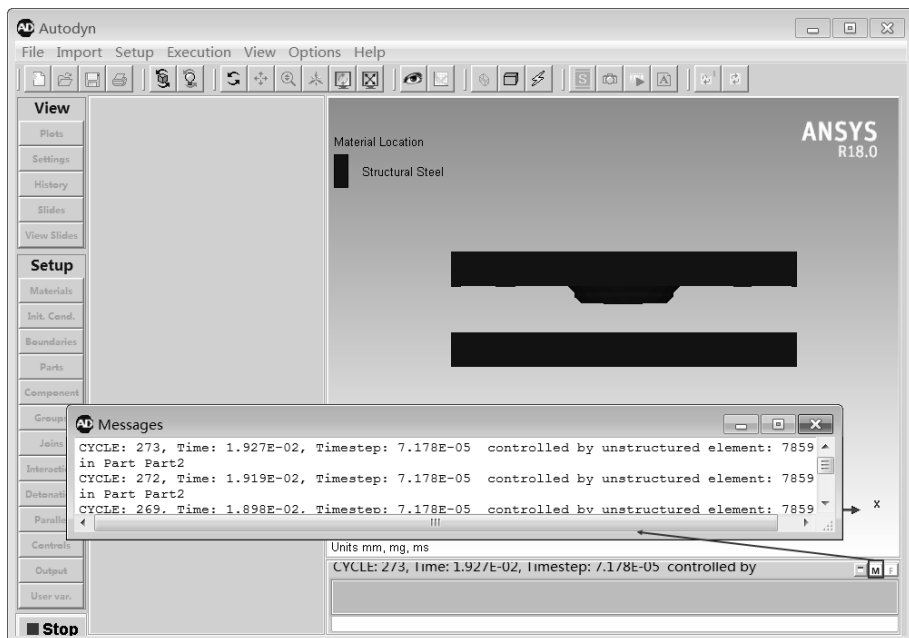 Autodyn
File Import Setup Execution View Options Help
View
Plots
Settings
History
Slides
View Slides
Setup
Materials
Init. Cond.
Boundaries
Parts
Component
Groups
Joins
Interacti
Detonati
Paralle
Controls
Output
User var.
Stop
Material Location
Structural Steel
ANSYS
R18.0
Messages
CYCLE: 273, Time: 1.927E-02, Timestep: 7.178E-05 controlled by unstructured element: 7859
in Part Part2
CYCLE: 272, Time: 1.919E-02, Timestep: 7.178E-05 controlled by unstructured element: 7859
in Part Part2
CYCLE: 269, Time: 1.898E-02, Timestep: 7.178E-05 controlled by unstructured element: 7859
X
Units mm, mg, ms
CYCLE: 273, Time: 1.927E-02, Timestep: 7.178E-05 controlled by
M F